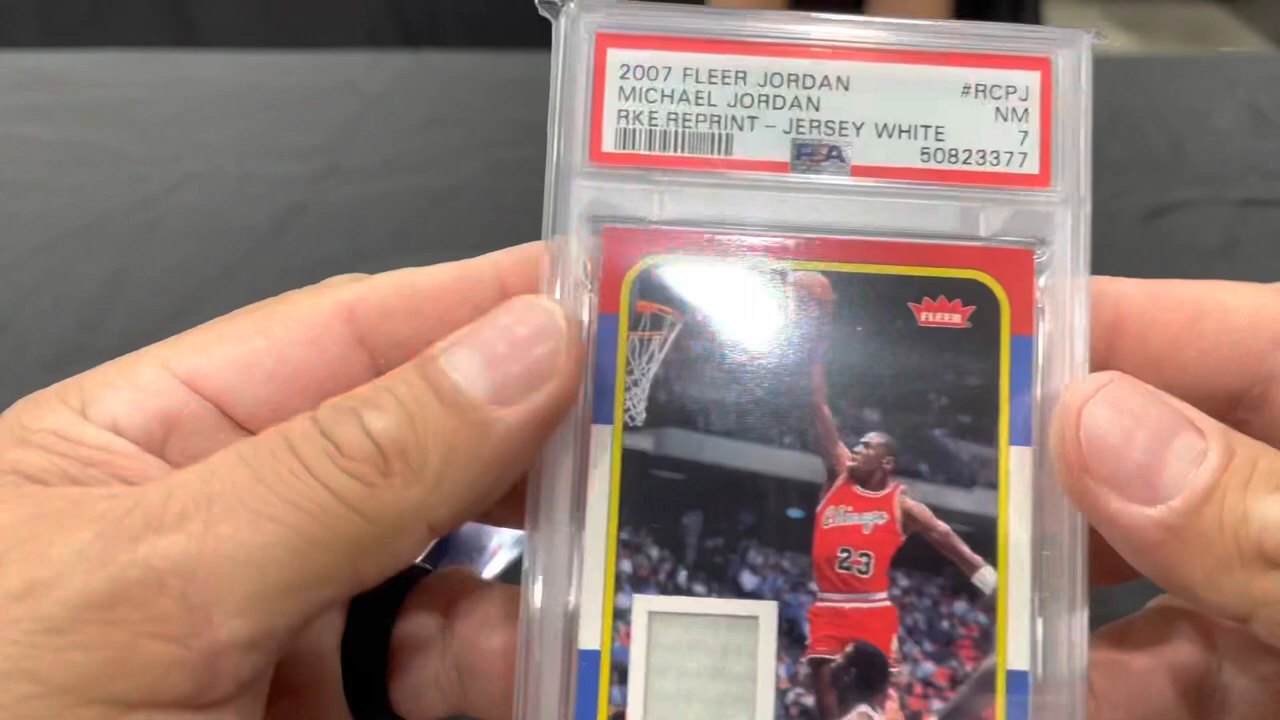 2007 FLEER JORDAN #RCPJ
MICHAEL JORDAN NM
RKE.REPRINT - JERSEY WHITE 7
PSA 50823377
FLEER
Chicago
23